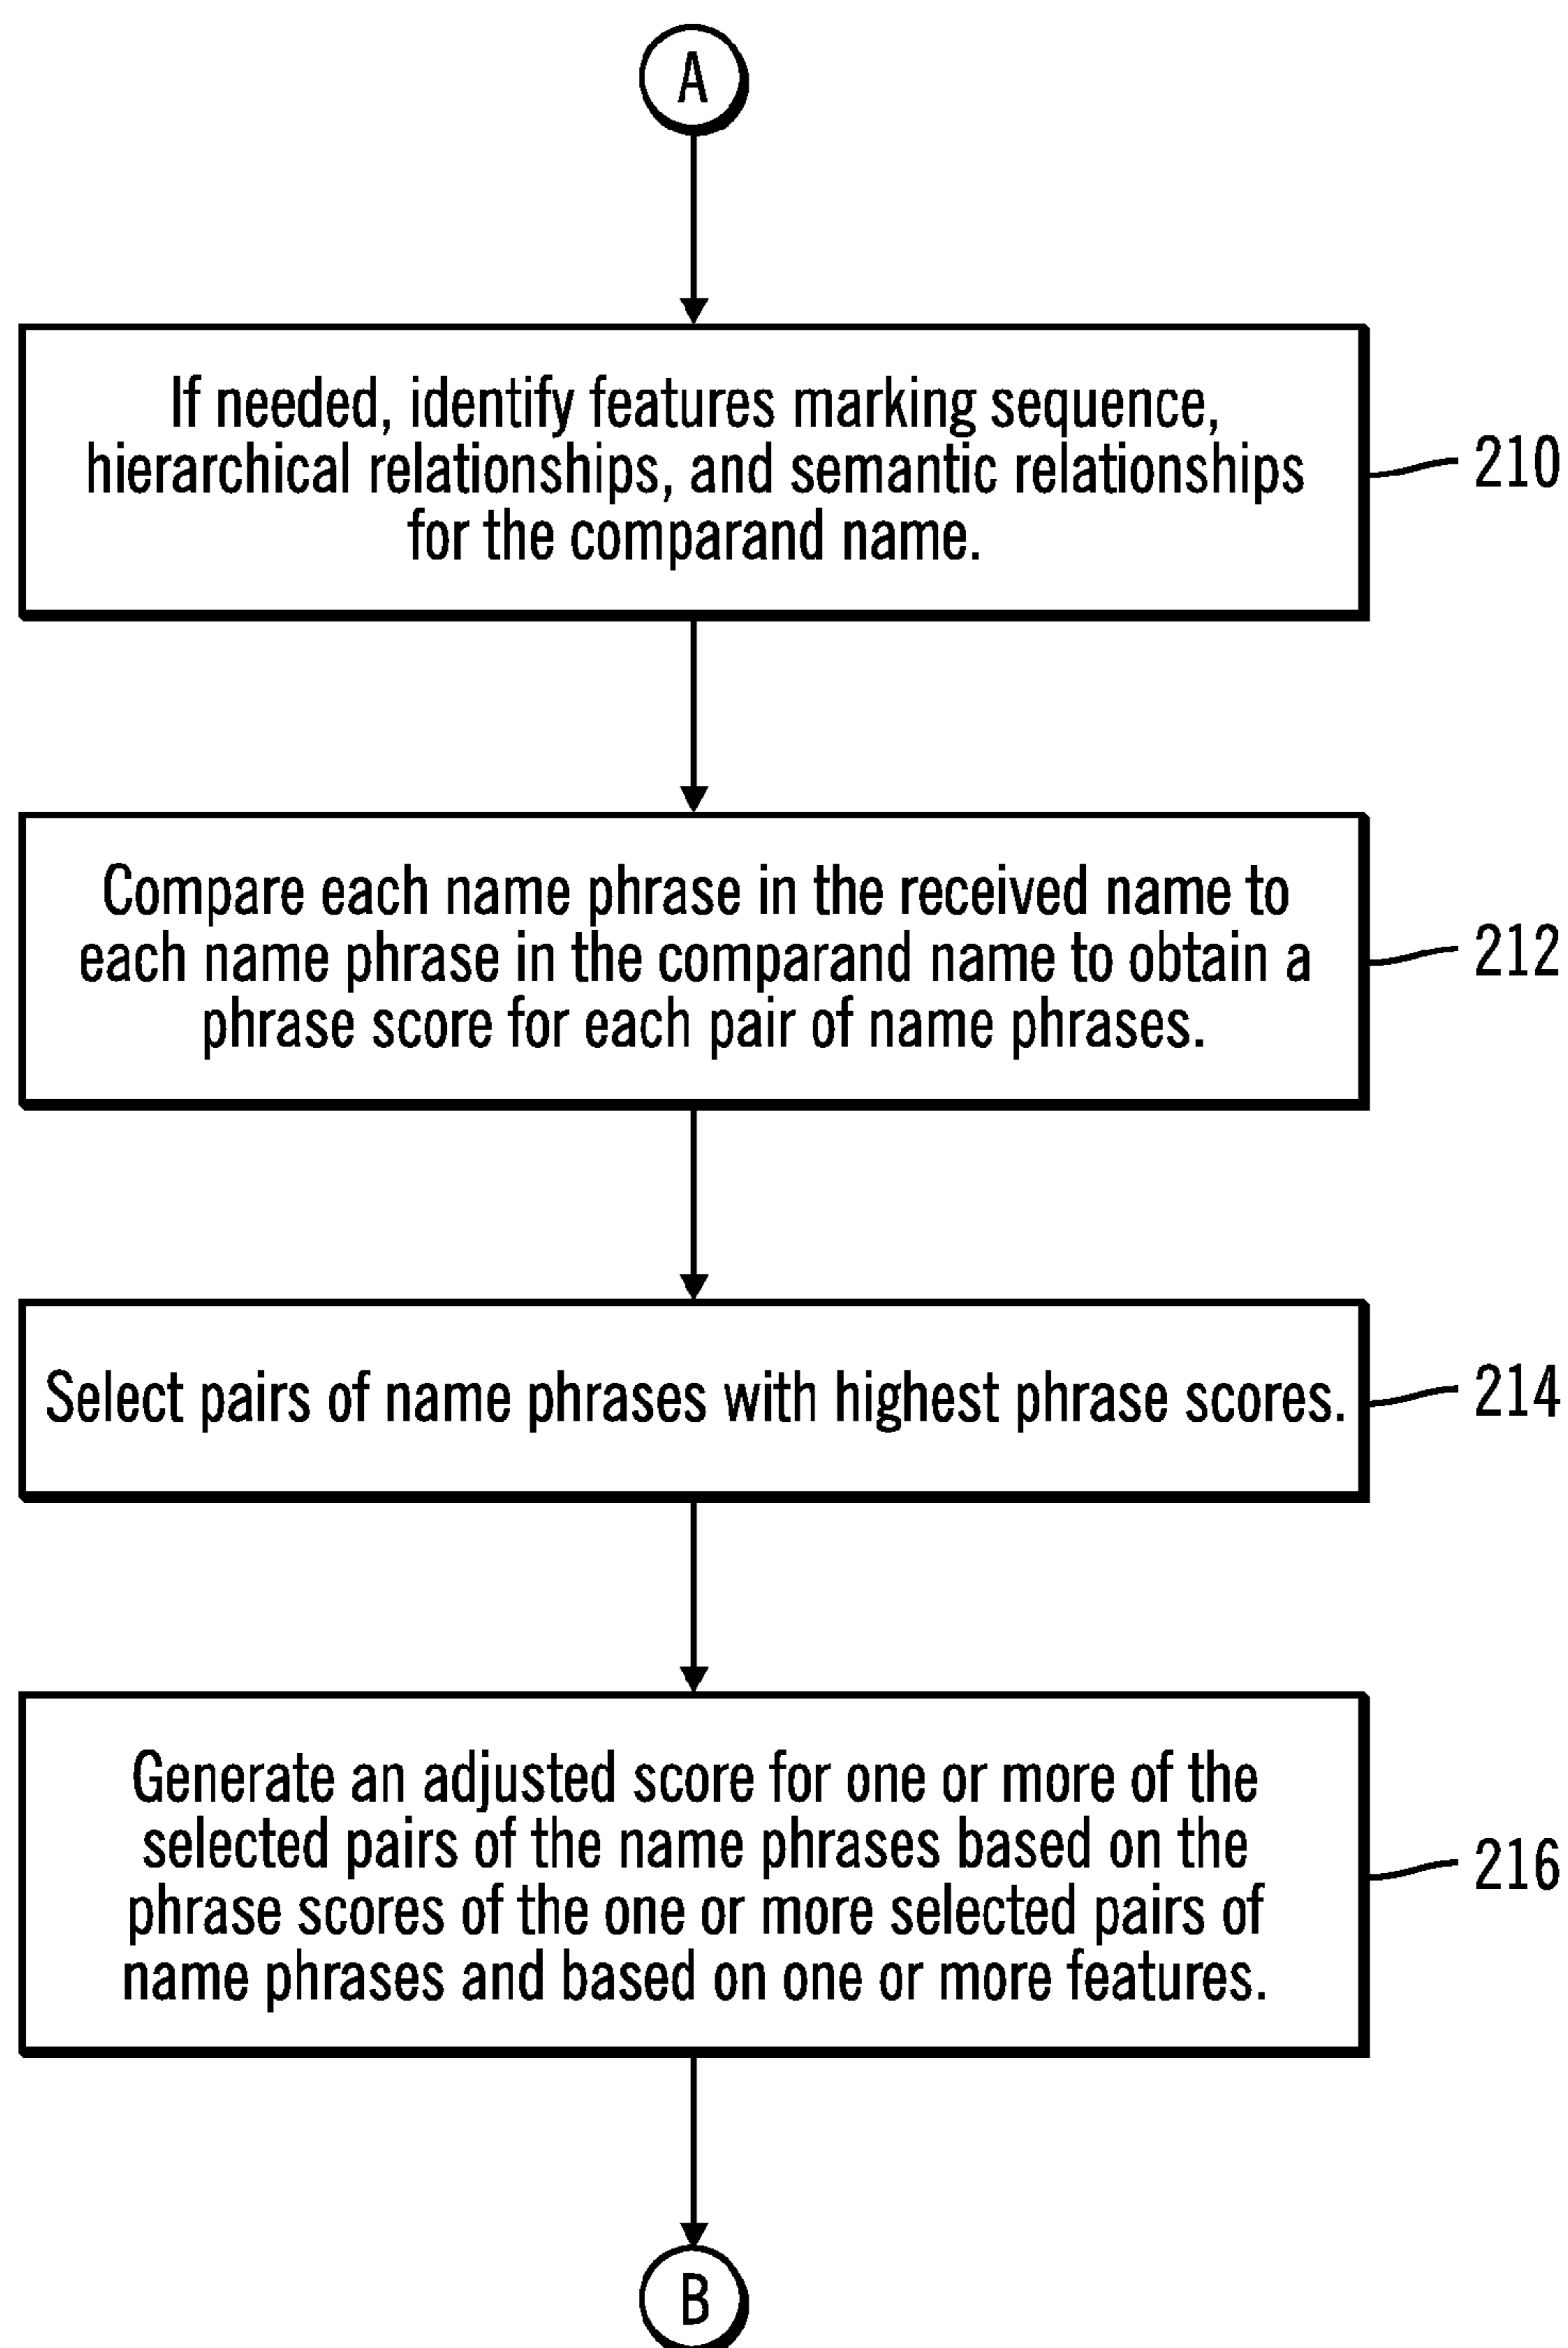 A
If needed, identify features marking sequence,
hierarchical relationships, and semantic relationships
for the comparand name.
210
Compare each name phrase in the received name to
each name phrase in the comparand name to obtain a
phrase score for each pair of name phrases.
212
Select pairs of name phrases with highest phrase scores.
214
Generate an adjusted score for one or more of the
selected pairs of the name phrases based on the
phrase scores of the one or more selected pairs of
name phrases and based on one or more features.
216
B